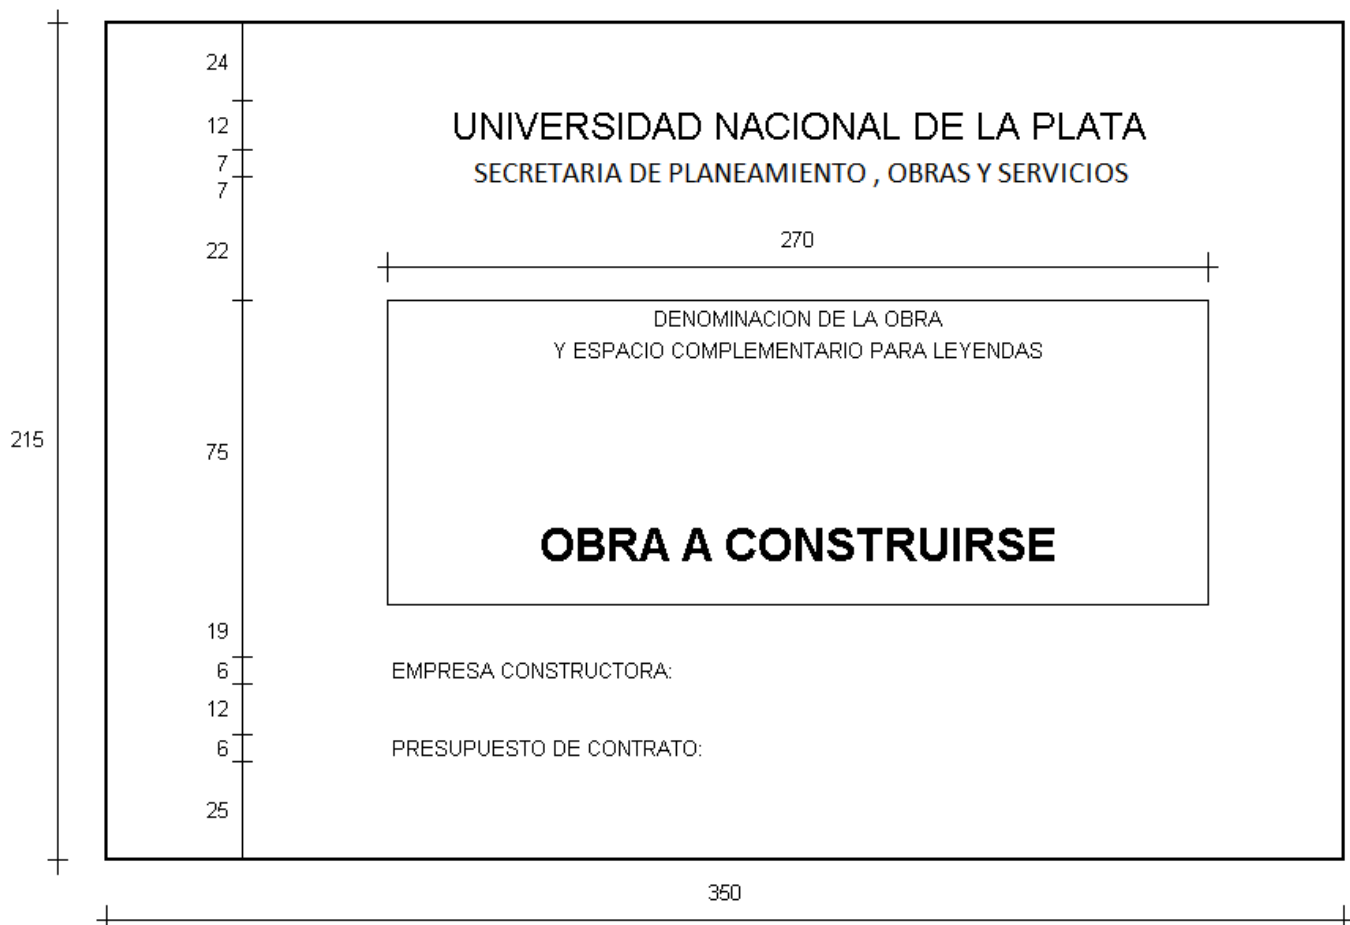 24
12
UNIVERSIDAD NACIONAL DE LA PLATA
7
SECRETARIA DE PLANEAMIENTO , OBRAS Y SERVICIOS
7
22
270
DENOMINACION DE LA OBRA
Y ESPACIO COMPLEMENTARIO PARA LEYENDAS
215
75
OBRA A CONSTRUIRSE
19
6
EMPRESA CONSTRUCTORA:
12
6
PRESUPUESTO DE CONTRATO:
25
350